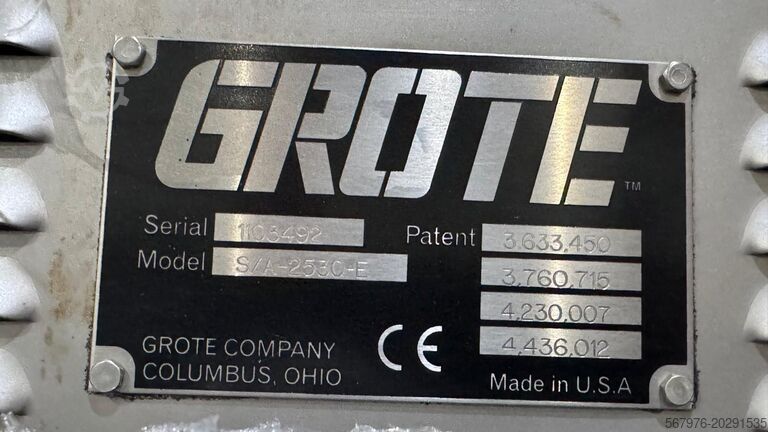 GROTE™
Serial 1103492
Model S/A-2530-E
Patent 3,633,450
3,760,715
4,230,007
4,436,012
GROTE COMPANY
COLUMBUS, OHIO
CE
Made in U.S.A
567976-20291535